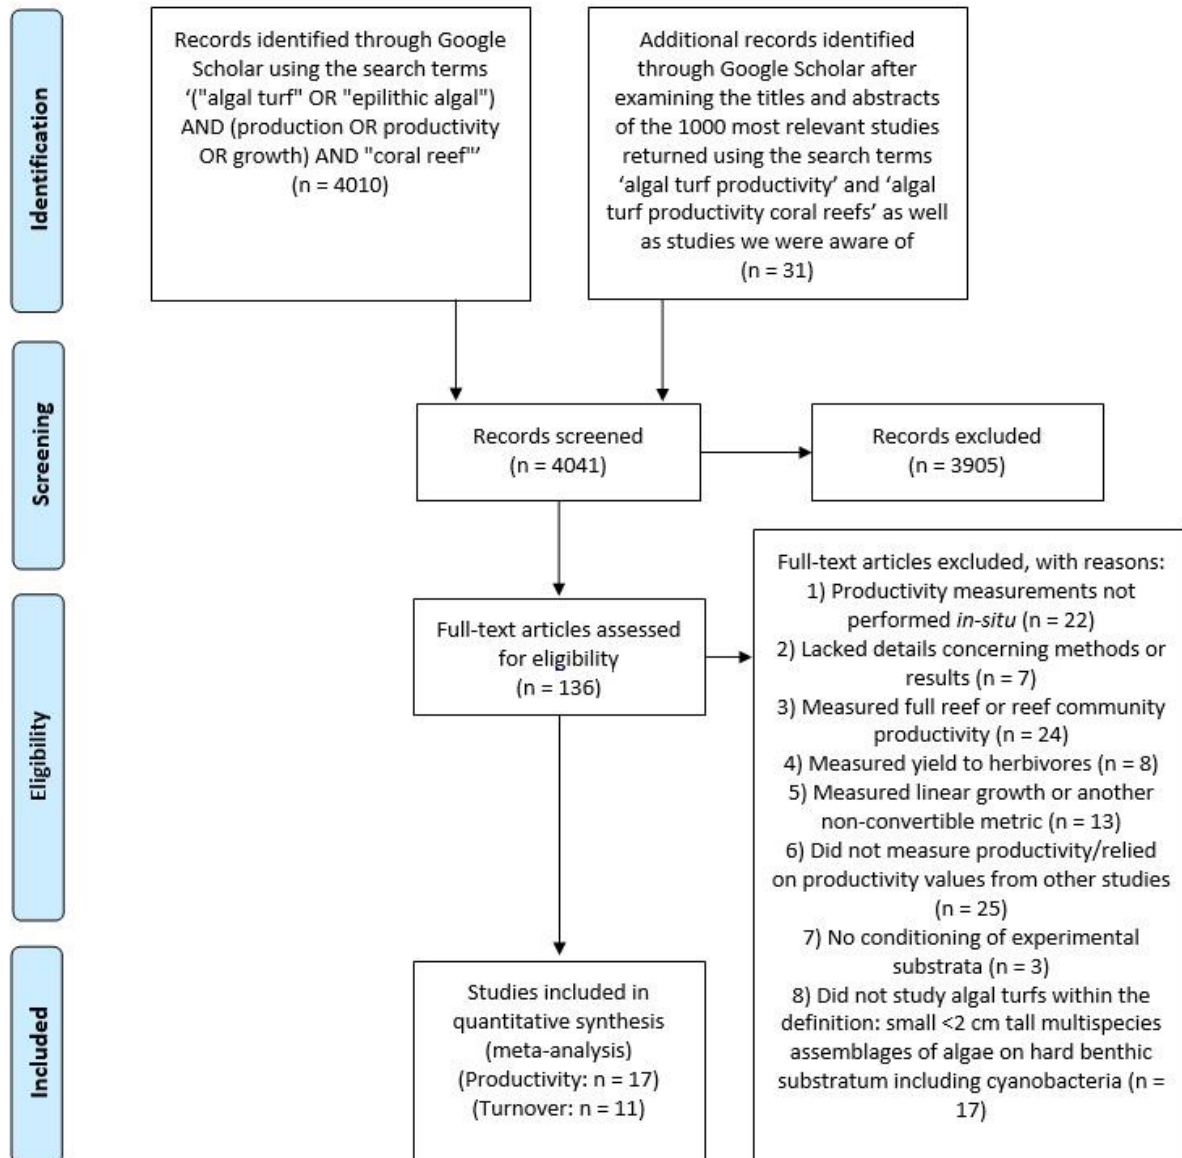 Identification
Records identified through Google
Scholar using the search terms
‘("algal turf" OR "epilithic algal")
AND (production OR productivity
OR growth) AND "coral reef"’
(n = 4010)
Additional records identified
through Google Scholar after
examining the titles and abstracts
of the 1000 most relevant studies
returned using the search terms
‘algal turf productivity’ and ‘algal
turf productivity coral reefs’ as well
as studies we were aware of
(n = 31)
Screening
Records screened
(n = 4041)
Records excluded
(n = 3905)
Eligibility
Full-text articles assessed
for eligibility
(n = 136)
Full-text articles excluded, with reasons:
1) Productivity measurements not
performed in-situ (n = 22)
2) Lacked details concerning methods or
results (n = 7)
3) Measured full reef or reef community
productivity (n = 24)
4) Measured yield to herbivores (n = 8)
5) Measured linear growth or another
non-convertible metric (n = 13)
6) Did not measure productivity/relied
on productivity values from other studies
(n = 25)
7) No conditioning of experimental
substrata (n = 3)
8) Did not study algal turfs within the
definition: small <2 cm tall multispecies
assemblages of algae on hard benthic
substratum including cyanobacteria (n =
17)
Included
Studies included in
quantitative synthesis
(meta-analysis)
(Productivity: n = 17)
(Turnover: n = 11)